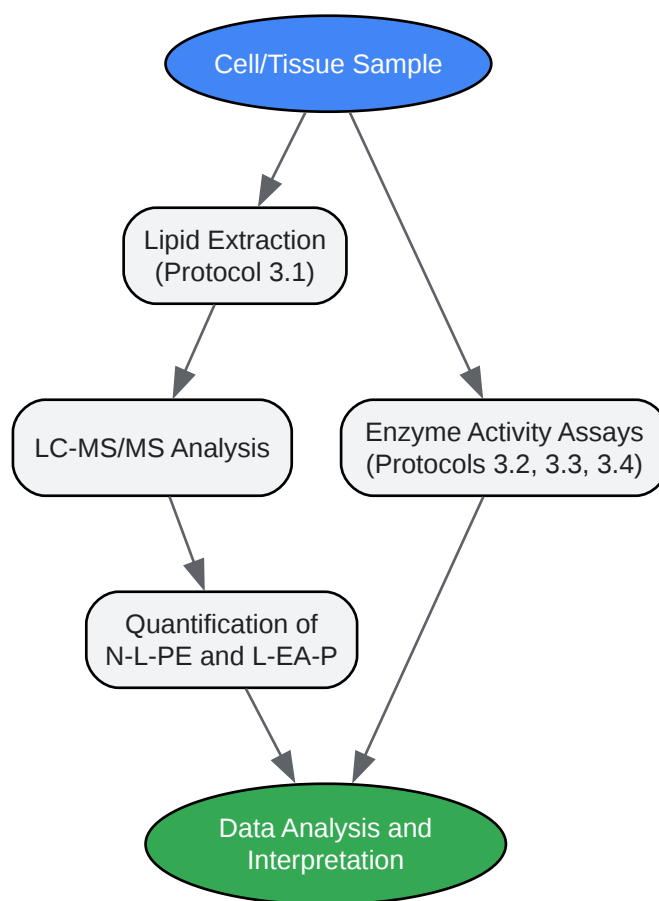 Cell/Tissue Sample
Lipid Extraction
(Protocol 3.1)
LC-MS/MS Analysis
Enzyme Activity Assays
(Protocols 3.2, 3.3, 3.4)
Quantification of
N-L-PE and L-EA-P
Data Analysis and
Interpretation